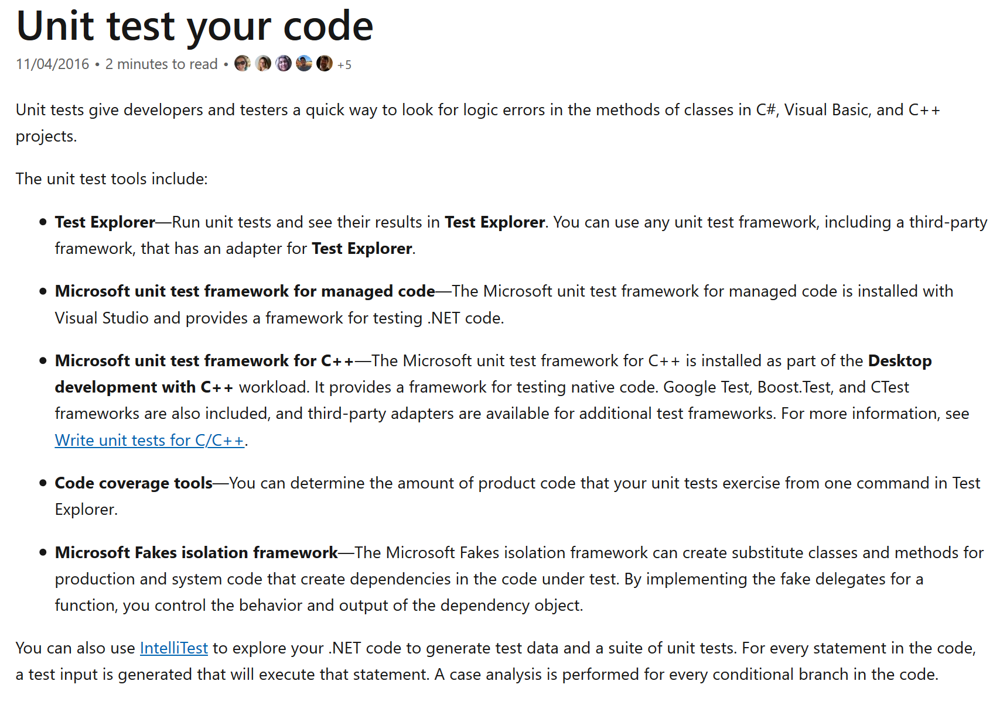 Unit test your code
11/04/2016 • 2 minutes to read • +5
Unit tests give developers and testers a quick way to look for logic errors in the methods of classes in C#, Visual Basic, and C++
projects.
The unit test tools include:
• Test Explorer—Run unit tests and see their results in Test Explorer. You can use any unit test framework, including a third-party
framework, that has an adapter for Test Explorer.
• Microsoft unit test framework for managed code—The Microsoft unit test framework for managed code is installed with
Visual Studio and provides a framework for testing .NET code.
• Microsoft unit test framework for C++—The Microsoft unit test framework for C++ is installed as part of the Desktop
development with C++ workload. It provides a framework for testing native code. Google Test, Boost.Test, and CTest
frameworks are also included, and third-party adapters are available for additional test frameworks. For more information, see
Write unit tests for C/C++.
• Code coverage tools—You can determine the amount of product code that your unit tests exercise from one command in Test
Explorer.
• Microsoft Fakes isolation framework—The Microsoft Fakes isolation framework can create substitute classes and methods for
production and system code that create dependencies in the code under test. By implementing the fake delegates for a
function, you control the behavior and output of the dependency object.
You can also use IntelliTest to explore your .NET code to generate test data and a suite of unit tests. For every statement in the code,
a test input is generated that will execute that statement. A case analysis is performed for every conditional branch in the code.